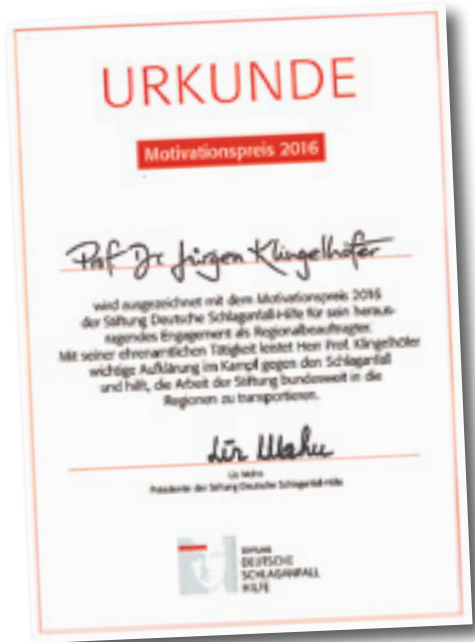 URKUNDE
Motivationspreis 2016
Prof. Dr. Jürgen Klingelhöfer
wird ausgezeichnet mit dem Motivationspreis 2016
der Stiftung Deutsche Schlaganfall-Hilfe für sein heraus-
ragendes Engagement als Regionalbeauftragter.
Mit seiner ehrenamtlichen Tätigkeit leistet Herr Prof. Klingelhöfer
wichtige Aufklärung im Kampf gegen den Schlaganfall
und hilft, die Arbeit der Stiftung bundesweit in die
Regionen zu transportieren.
Liz Mohn
Liz Mohn
Präsidentin der Stiftung Deutsche Schlaganfall-Hilfe
STIFTUNG
DEUTSCHE
SCHLAGANFALL
HILFE